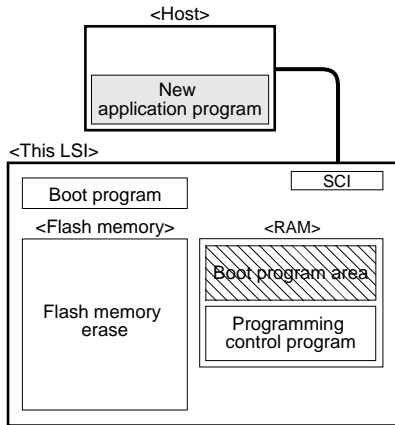 <Host>
New
application program
<This LSI>
SCI
Boot program
<Flash memory>
<RAM>
Boot program area
Flash memory
erase
Programming
control program